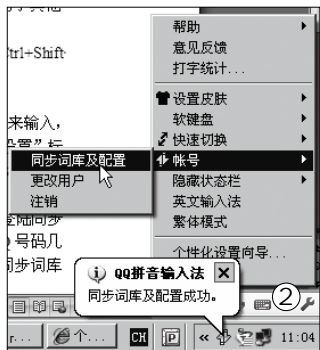 Ctrl+Shift
来输入，
登陆同步
号码几
同步词库
帮助
意见反馈
打字统计...
设置皮肤
软键盘
快速切换
帐号
隐藏状态栏
英文输入法
繁体模式
个性化设置向导...
同步词库及配置
更改用户
注销
QQ拼音输入法
同步词库及配置成功。
②
r...
个...
CH
P
«
11:04